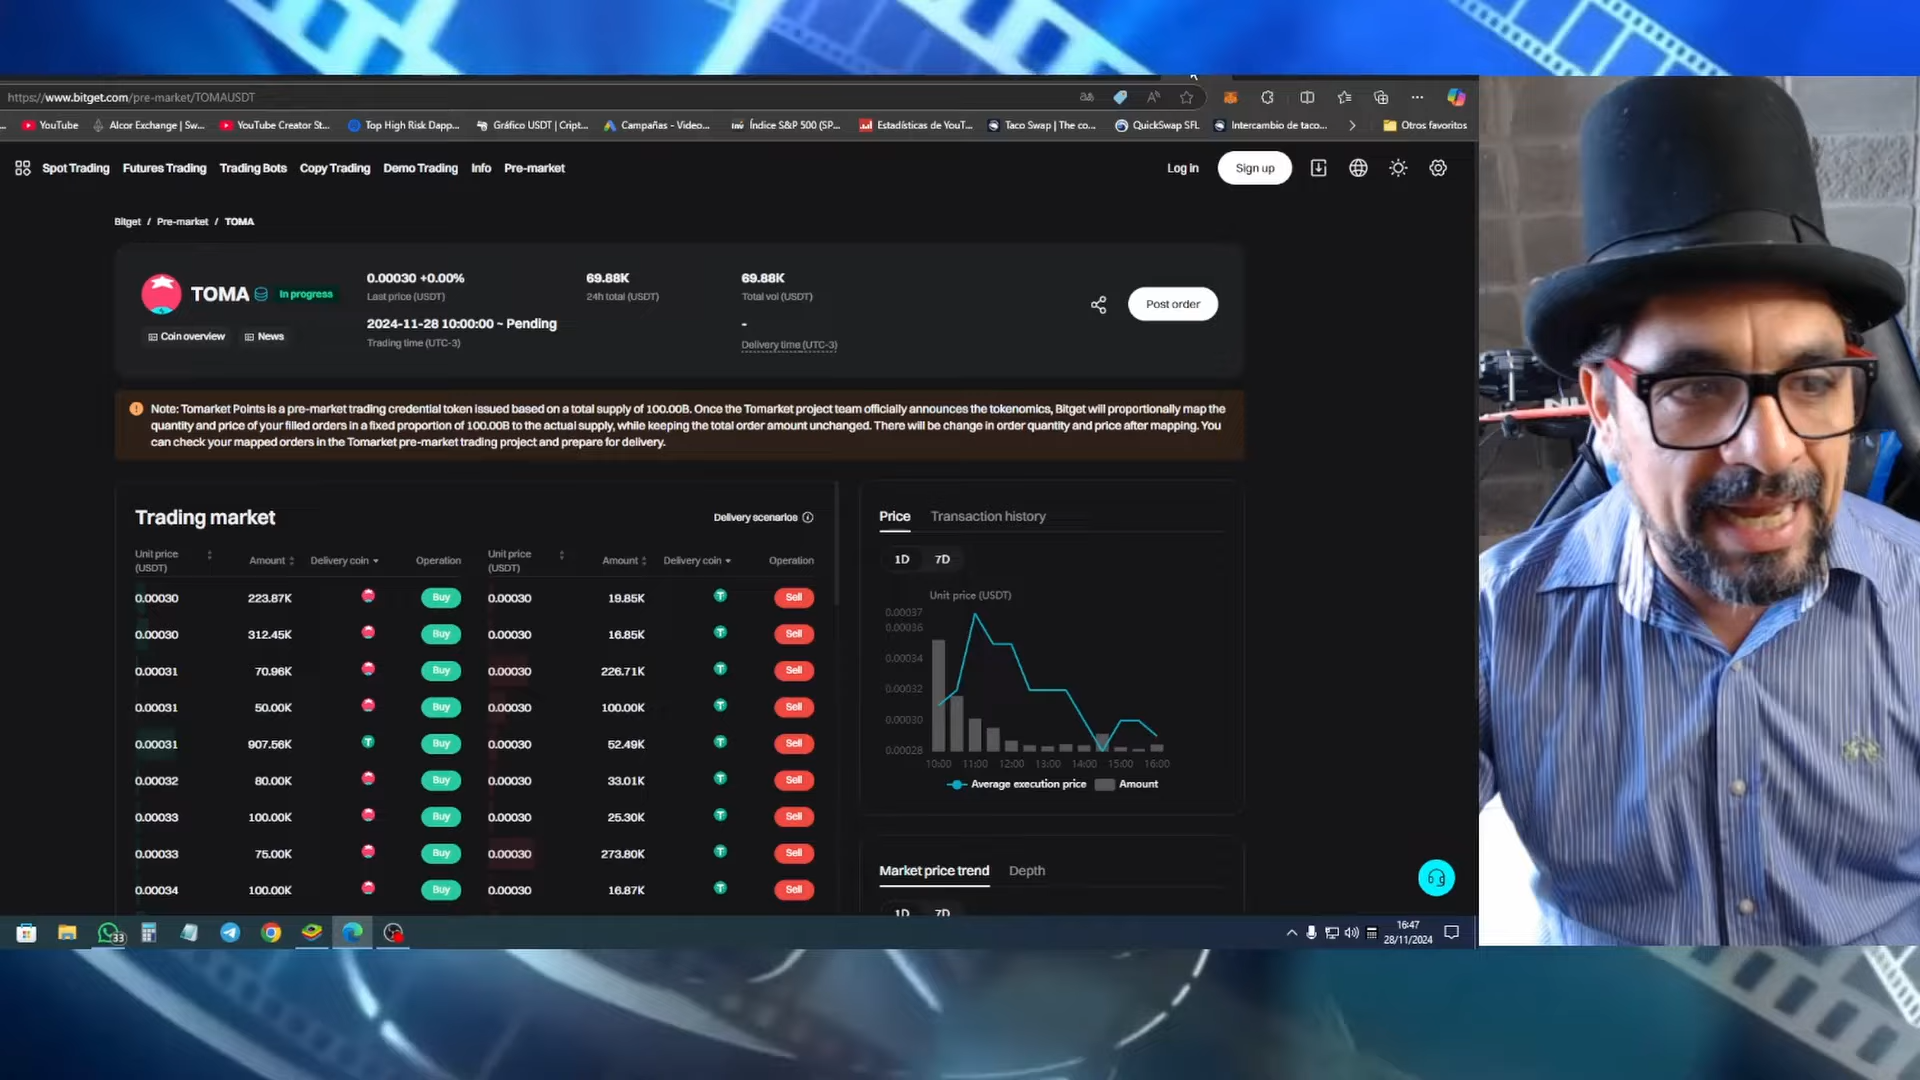 https://www.bitget.com/pre-market/TOMAUSDT
... YouTube Alcor Exchange | Sw... YouTube Creator St... Top High Risk Dapp... Gráfico USDT | Cript... Campañas - Video... Índice S&P 500 (SP... Estadísticas de YouT... Taco Swap | The co... QuickSwap SFL Intercambio de taco... Otros favoritos
Spot Trading Futures Trading Trading Bots Copy Trading Demo Trading Info Pre-market Log in Sign up
Bitget / Pre-market / TOMA
TOMA In progress
Coin overview News
0.00030 +0.00%
Last price (USDT)
69.88K
24h total (USDT)
69.88K
Total vol (USDT)
2024-11-28 10:00:00 ~ Pending
Trading time (UTC-3)
-
Delivery time (UTC-3)
Post order
Note: Tomarket Points is a pre-market trading credential token issued based on a total supply of 100.00B. Once the Tomarket project team officially announces the tokenomics, Bitget will proportionally map the
quantity and price of your filled orders in a fixed proportion of 100.00B to the actual supply, while keeping the total order amount unchanged. There will be change in order quantity and price after mapping. You
can check your mapped orders in the Tomarket pre-market trading project and prepare for delivery.
Trading market Delivery scenarios
Unit price (USDT) Amount Delivery coin Operation Unit price (USDT) Amount Delivery coin Operation
0.00030 223.87K Buy 0.00030 19.85K Sell
0.00030 312.45K Buy 0.00030 16.85K Sell
0.00031 70.96K Buy 0.00030 226.71K Sell
0.00031 50.00K Buy 0.00030 100.00K Sell
0.00031 907.56K Buy 0.00030 52.49K Sell
0.00032 80.00K Buy 0.00030 33.01K Sell
0.00033 100.00K Buy 0.00030 25.30K Sell
0.00033 75.00K Buy 0.00030 273.80K Sell
0.00034 100.00K Buy 0.00030 16.87K Sell
Price Transaction history
1D 7D
Unit price (USDT)
0.00037
0.00036
0.00034
0.00032
0.00030
0.00028
10:00 11:00 12:00 13:00 14:00 15:00 16:00
Average execution price Amount
Market price trend Depth
1D 7D
33
16:47
28/11/2024